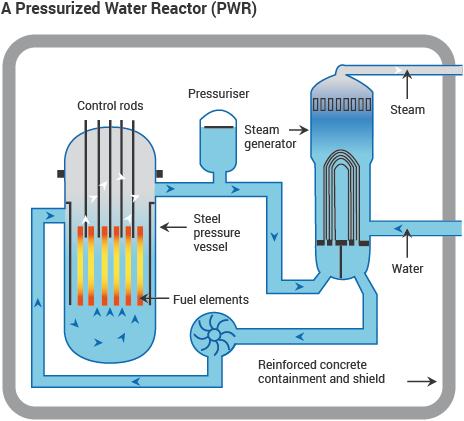 A Pressurized Water Reactor (PWR)
Control rods
Pressuriser
Steam
generator
Steam
Steel
pressure
vessel
Water
Fuel elements
Reinforced concrete
containment and shield